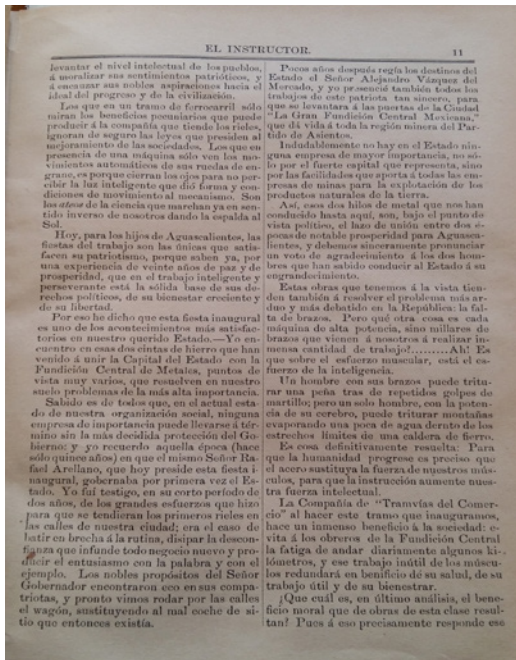 EL INSTRUCTOR.
11
levantar el nivel intelectual de los pueblos,
á moralizar sus sentimientos patrióticos, y
á encauzar sus nobles aspiraciones hacia el
ideal del progreso y de la civilización.
Los que en un tramo de ferrocarril sólo
miran los beneficios pecuniarios que puede
producir á la compañía que tiende los rieles,
ignoran de seguro las leyes que presiden al
mejoramiento de las sociedades. Los que en
presencia de una máquina sólo ven los mo-
vimientos automáticos de sus ruedas en en-
grane, es porque cierran los ojos para no per-
cibir la luz inteligente que dió forma y con-
diciones de movimiento al mecanismo. Son
los ateos de la ciencia que marchan ya en sen-
tido inverso de nosotros dando la espalda al
Sol.
Hoy, para los hijos de Aguascalientes, las
fiestas del trabajo son las únicas que satis-
facen su patriotismo, porque saben ya, por
una experiencia de veinte años de paz y de
prosperidad, que en el trabajo inteligente y
perseverante está la sólida base de sus de-
rechos políticos, de su bienestar creciente y
de su libertad.
Por eso he dicho que esta fiesta inaugural
es uno de los acontecimientos más satisfac-
torios en nuestro querido Estado.—Yo en-
cuentro en esas dos cintas de hierro que han
venido á unir la Capital del Estado con la
Fundición Central de Metales, puntos de
vista muy varios, que resuelven en nuestro
suelo problemas de la más alta importancia.
Sabido es de todos que, en el actual esta-
do de nuestra organización social, ninguna
empresa de importancia puede llevarse á tér-
mino sin la más decidida protección del Go-
bierno; y yo recuerdo aquella época (hace
sólo quince años) en que el mismo Señor Ra-
fael Arellano, que hoy preside esta fiesta i-
naugural, gobernaba por primera vez el Es-
tado. Yo fuí testigo, en su corto período de
dos años, de los grandes esfuerzos que hizo
para que se tendieran los primeros rieles en
las calles de nuestra ciudad; era el caso de
batir en brecha á la rutina, disipar la descon-
fianza que infunde todo negocio nuevo y pro-
ducir el entusiasmo con la palabra y con el
ejemplo. Los nobles propósitos del Señor
Gobernador encontraron eco en sus compa-
triotas, y pronto vimos rodar por las calles
el wagón, sustituyendo al mal coche de si-
tio que entonces existía.
Pocos años después regía los destinos del
Estado el Señor Alejandro Vázquez del
Mercado, y yo presencié también todos los
trabajos de este patriota tan sincero, para
que se levantara á las puertas de la Ciudad
"La Gran Fundición Central Mexicana,"
que dá vida á toda la región minera del Par-
tido de Asientos.
Indudablemente no hay en el Estado nin-
guna empresa de mayor importancia, no só-
lo por el fuerte capital que representa, sino
por las facilidades que aporta á todas las em-
presas de minas para la explotación de los
productos naturales de la tierra.
Así, esos dos hilos de metal que nos han
conducido hasta aquí, son, bajo el punto de
vista político, el lazo de unión entre dos é-
pocas de notable prosperidad para Aguasca-
lientes, y debemos sinceramente pronunciar
un voto de agradecimiento á los dos hom-
bres que han sabido conducir al Estado á su
engrandecimiento.
Estas obras que tenemos á la vista tien-
den también á resolver el problema más ar-
duo y más debatido en la República: la fal-
ta de brazos. Pero qué otra cosa es cada
máquina de alta potencia, sino millares de
brazos que vienen á nosotros á realizar in-
mensa cantidad de trabajo!.........Ah! Es
que sobre el esfuerzo muscular, está el es-
fuerzo de la inteligencia.
Un hombre con sus brazos puede tritu-
rar una peña tras de repetidos golpes de
martillo; pero un solo hombre, con la poten-
cia de su cerebro, puede triturar montañas
evaporando una poca de agua dentro de los
estrechos límites de una caldera de fierro.
Es cosa definitivamente resuelta: Para
que la humanidad progrese es preciso que
el acero sustituya la fuerza de nuestros mús-
culos, para que la instrucción aumente nues-
tra fuerza intelectual.
La Compañía de "Tramvías del Comer-
cio" al hacer este tramo que inauguramos,
hace un inmenso beneficio á la sociedad: e-
vita á los obreros de la Fundición Central
la fatiga de andar diariamente algunos ki-
lómetros, y ese trabajo inútil de los múscu-
los redundará en benificio de su salud, de su
trabajo útil y de su bienestar.
¿Que cuál es, en último análisis, el bene-
ficio moral que de obras de esta clase resul-
tan? Pues á eso precisamente responde ese